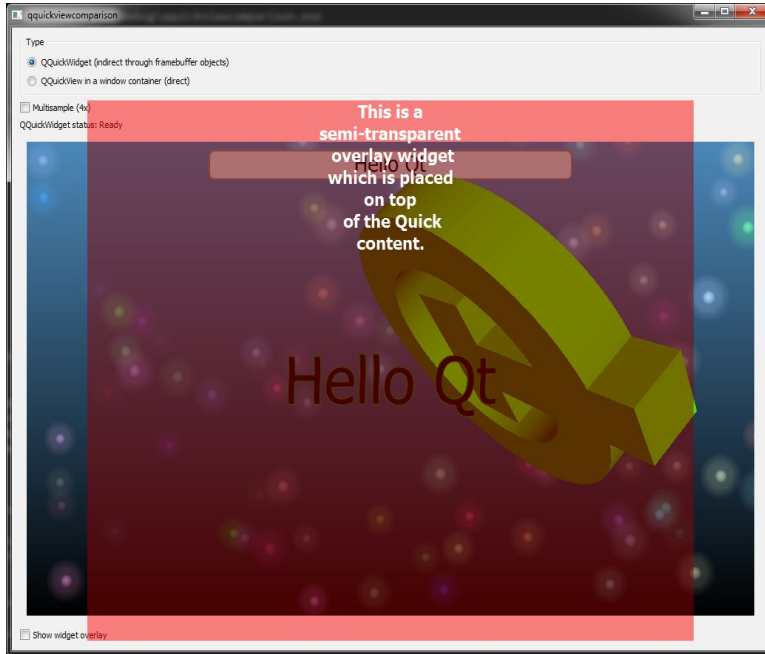 qquickviewcomparison
Type
QQuickWidget (indirect through framebuffer objects)
QQuickView in a window container (direct)
Multisample (4x)
QQuickWidget status: Ready
This is a
semi-transparent
overlay widget
which is placed
on top
of the Quick
content.
Hello Qt
Hello Qt
Show widget overlay